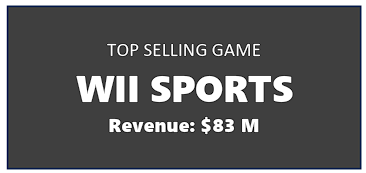 TOP SELLING GAME
WII SPORTS
Revenue: $83 M